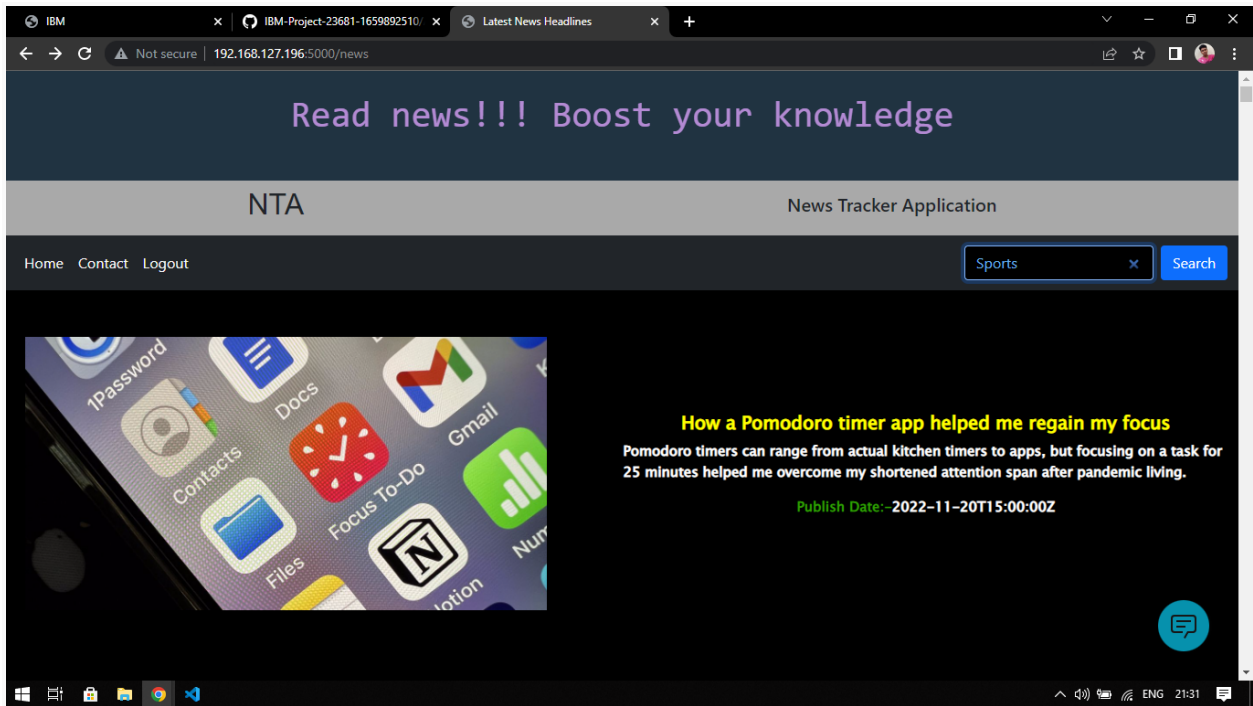 IBM
IBM-Project-23681-1659892510/
Latest News Headlines
Not secure
192.168.127.196:5000/news
Read news!!! Boost your knowledge
NTA
News Tracker Application
Home Contact Logout
Sports
Search
1Password
Docs
Gmail
Contacts
Focus To-Do
Files
How a Pomodoro timer app helped me regain my focus
Pomodoro timers can range from actual kitchen timers to apps, but focusing on a task for
25 minutes helped me overcome my shortened attention span after pandemic living.
Publish Date:-2022-11-20T15:00:00Z
ENG 21:31